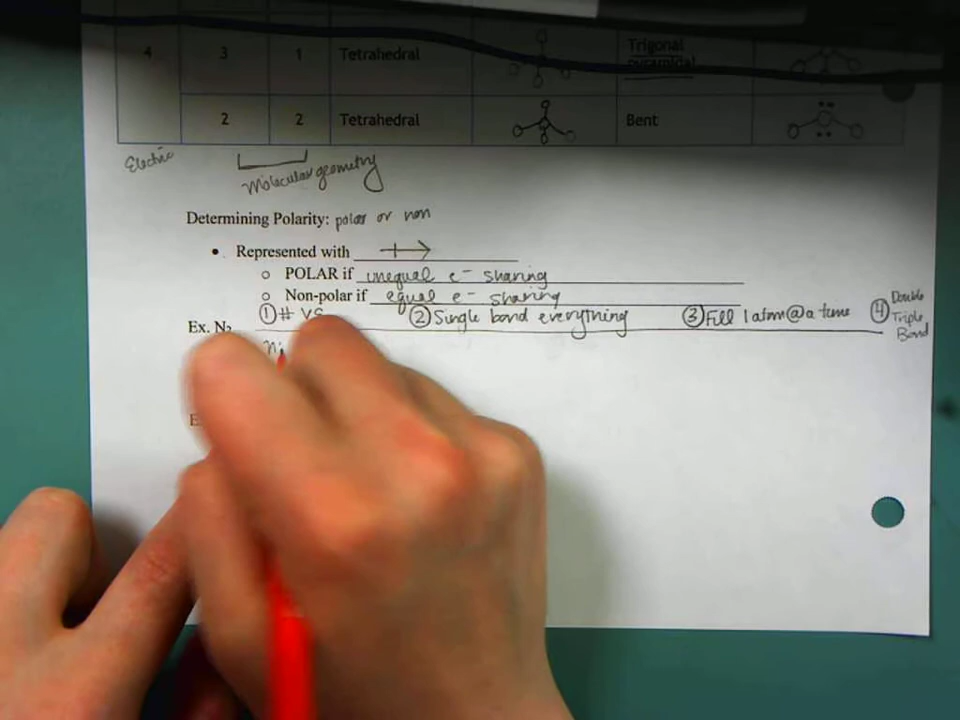 4 3 1 Tetrahedral Trigonal pyramidal
2 2 Tetrahedral Bent
Electric
Molecular geometry
Determining Polarity: polar or non
• Represented with
o POLAR if unequal e- sharing
o Non-polar if equal e- sharing
① # VS ② Single bond everything ③ Fill 1 atom @ a time ④ Double Triple Bond
Ex. N₂